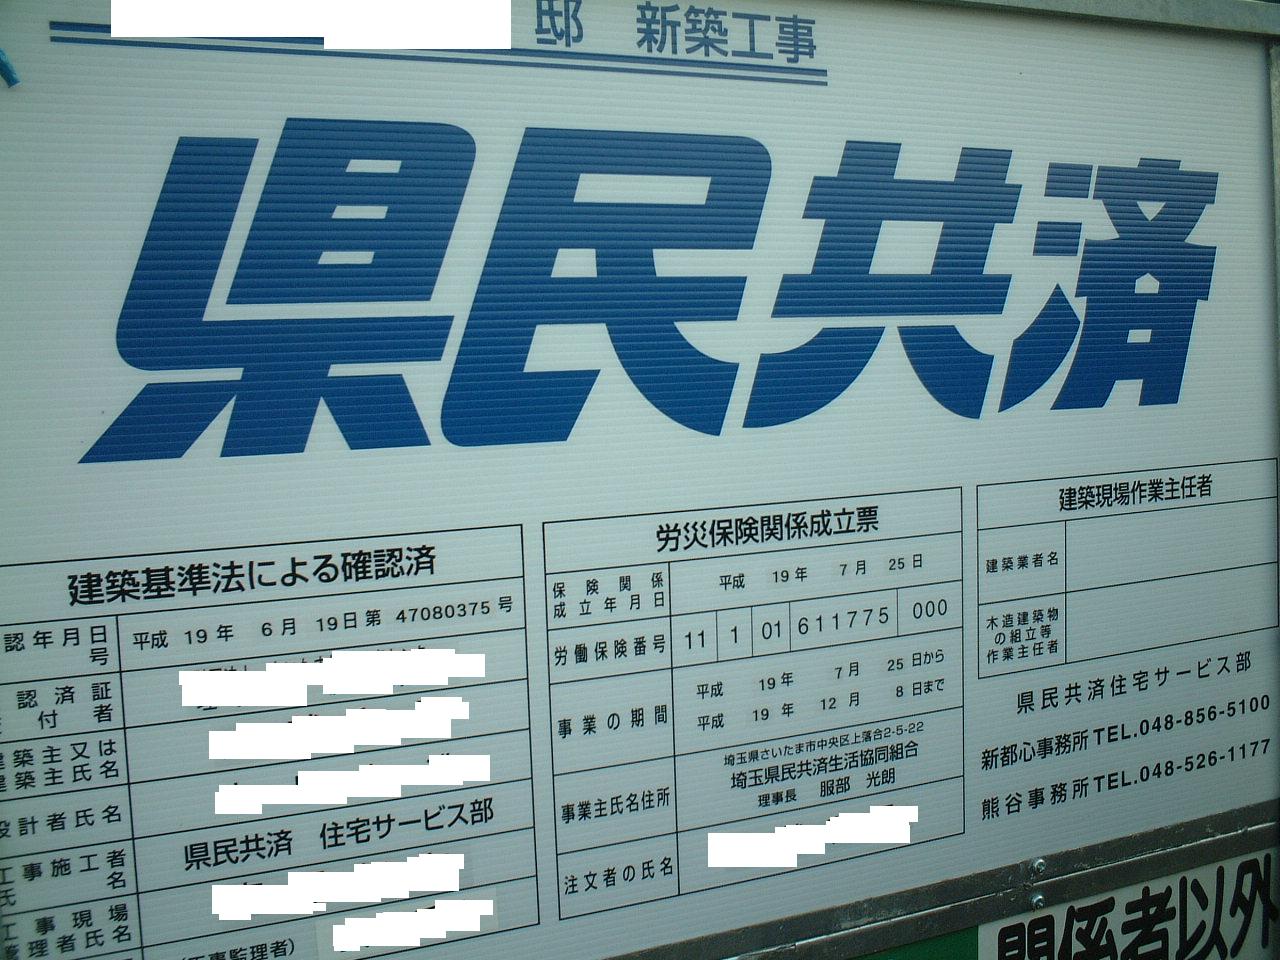 邸 新築工事
県民共済
建築基準法による確認済
認年月日
号
平成 19 年 6 月 19 日 第 47080375 号
認済証
付者
建築主又は
建築主氏名
設計者氏名
工事施工者
氏名
県民共済 住宅サービス部
工事現場
管理者氏名
(工事監理者)
労災保険関係成立票
保険関係
成立年月日
平成 19 年 7 月 25 日
労働保険番号
11 1 01 611775 000
事業の期間
平成 19 年 7 月 25 日から
平成 19 年 12 月 8 日まで
事業主氏名住所
埼玉県さいたま市中央区上落合2-5-22
埼玉県民共済生活協同組合
理事長 服部 光朗
注文者の氏名
建築現場作業主任者
建築業者名
木造建築物
の組立等
作業主任者
県民共済住宅サービス部
新都心事務所 TEL.048-856-5100
熊谷事務所 TEL.048-526-1177
関係者以外